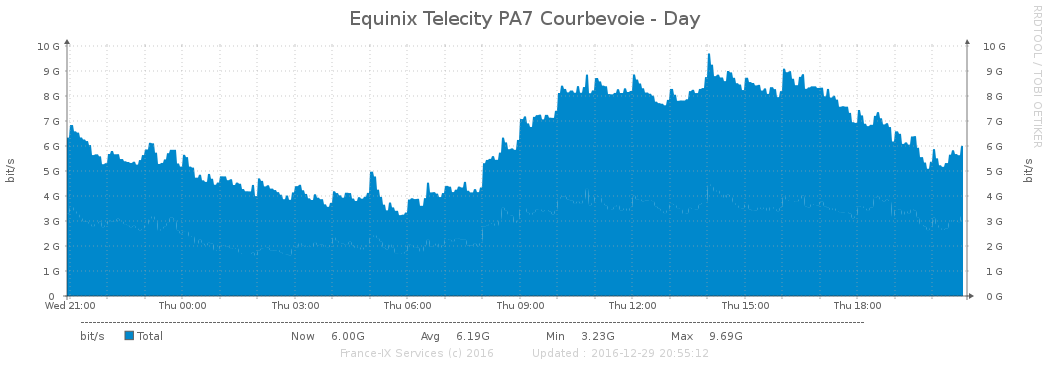 Equinix Telecity PA7 Courbevoie - Day
RRDTOOL / TOBI OETIKER
bit/s
10 G
9 G
8 G
7 G
6 G
5 G
4 G
3 G
2 G
1 G
0
10 G
9 G
8 G
7 G
6 G
5 G
4 G
3 G
2 G
1 G
0 G
bit/s
Wed 21:00 Thu 00:00 Thu 03:00 Thu 06:00 Thu 09:00 Thu 12:00 Thu 15:00 Thu 18:00
bit/s Total Now 6.00G Avg 6.19G Min 3.23G Max 9.69G
France-IX Services (c) 2016 Updated : 2016-12-29 20:55:12